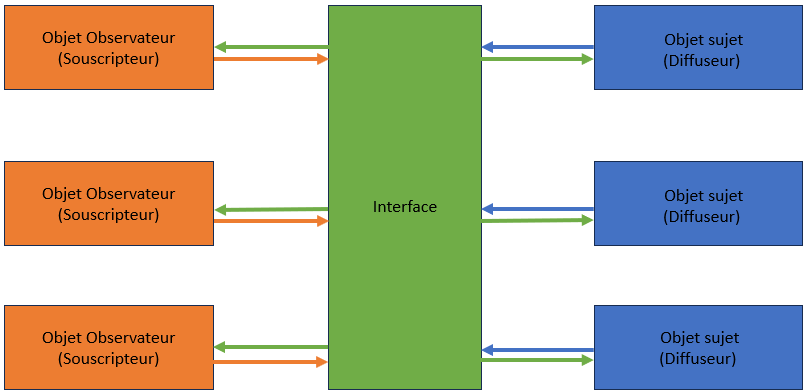 Objet Observateur
(Souscripteur)
Objet sujet
(Diffuseur)
Objet Observateur
(Souscripteur)
Interface
Objet sujet
(Diffuseur)
Objet Observateur
(Souscripteur)
Objet sujet
(Diffuseur)